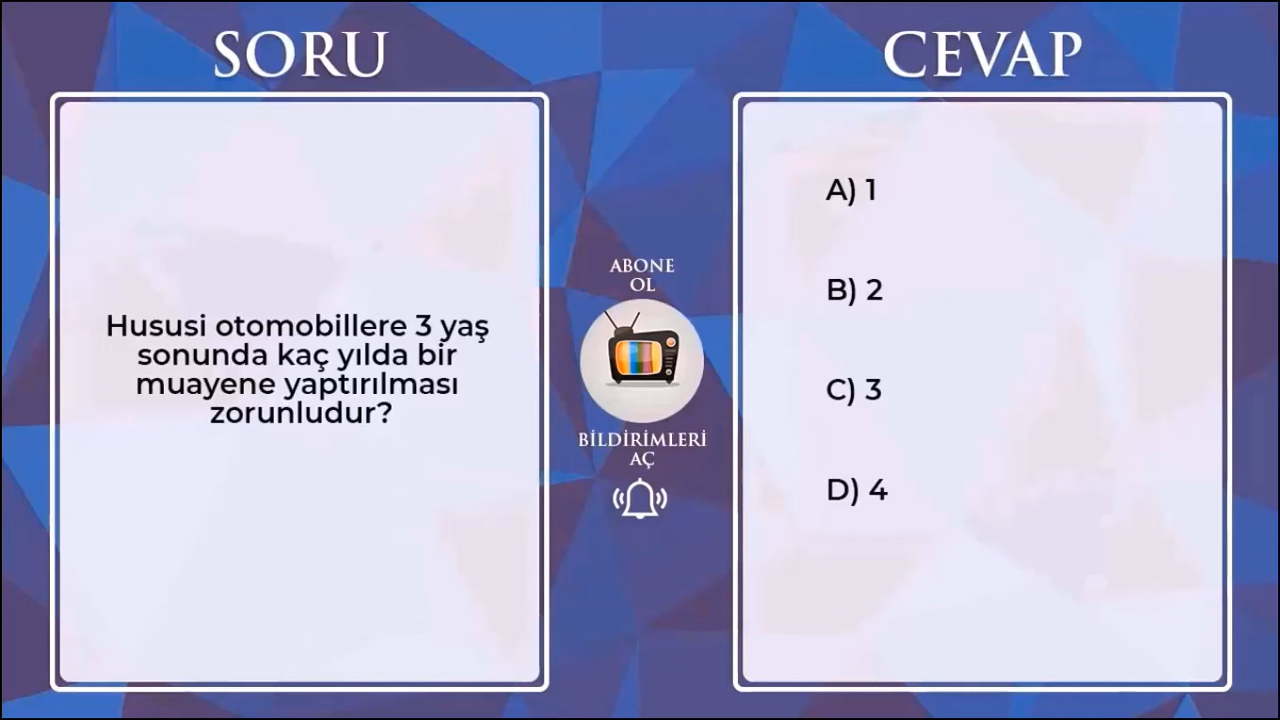 SORU
Hususi otomobillere 3 yaş
sonunda kaç yılda bir
muayene yaptırılması
zorunludur?
ABONE
OL
BİLDİRİMLERİ
AÇ
CEVAP
A) 1
B) 2
C) 3
D) 4